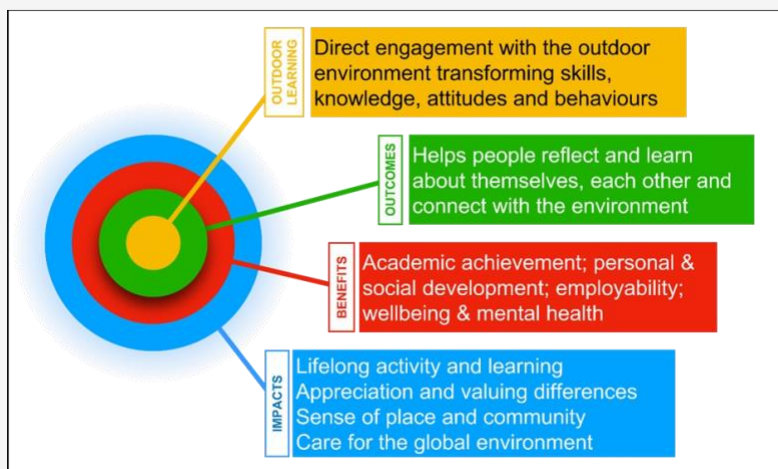 OUTDOOR
LEARNING
Direct engagement with the outdoor
environment transforming skills,
knowledge, attitudes and behaviours
OUTCOMES
Helps people reflect and learn
about themselves, each other and
connect with the environment
BENEFITS
Academic achievement; personal &
social development; employability;
wellbeing & mental health
IMPACTS
Lifelong activity and learning
Appreciation and valuing differences
Sense of place and community
Care for the global environment